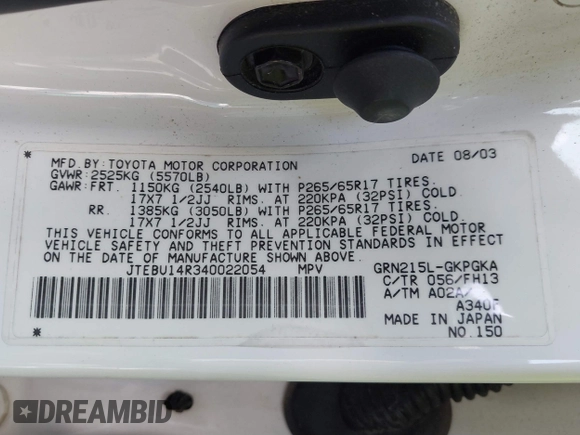 MFD. BY: TOYOTA MOTOR CORPORATION DATE 08/03
GVWR: 2525KG (5570LB)
GAWR: FRT. 1150KG (2540LB) WITH P265/65R17 TIRES.
17X7 1/2JJ RIMS. AT 220KPA (32PSI) COLD
RR. 1385KG (3050LB) WITH P265/65R17 TIRES.
17X7 1/2JJ RIMS. AT 220KPA (32PSI) COLD.
THIS VEHICLE CONFORMS TO ALL APPLICABLE FEDERAL MOTOR
VEHICLE SAFETY AND THEFT PREVENTION STANDARDS IN EFFECT
ON THE DATE OF MANUFACTURE SHOWN ABOVE.
JTEBU14R340022054 MPV GRN215L-GKPGKA
C/TR 056/FH13
A/TM A02A/
A340F
MADE IN JAPAN
NO.150
DREAMBID